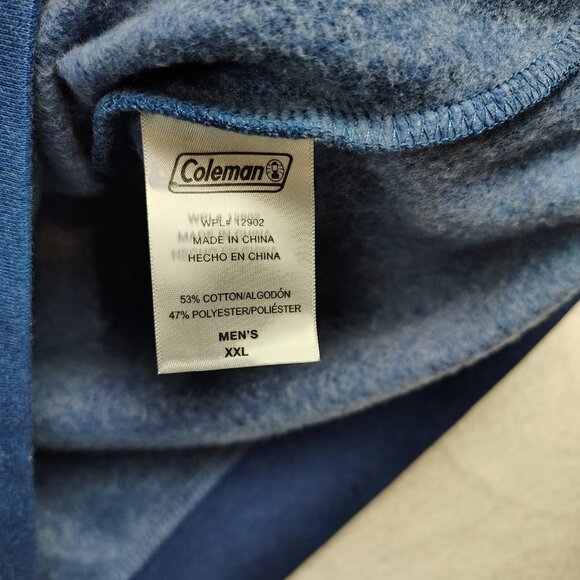 Coleman
WPL# 12902
MADE IN CHINA
HECHO EN CHINA
53% COTTON/ALGODÓN
47% POLYESTER/POLIÉSTER
MEN'S
XXL